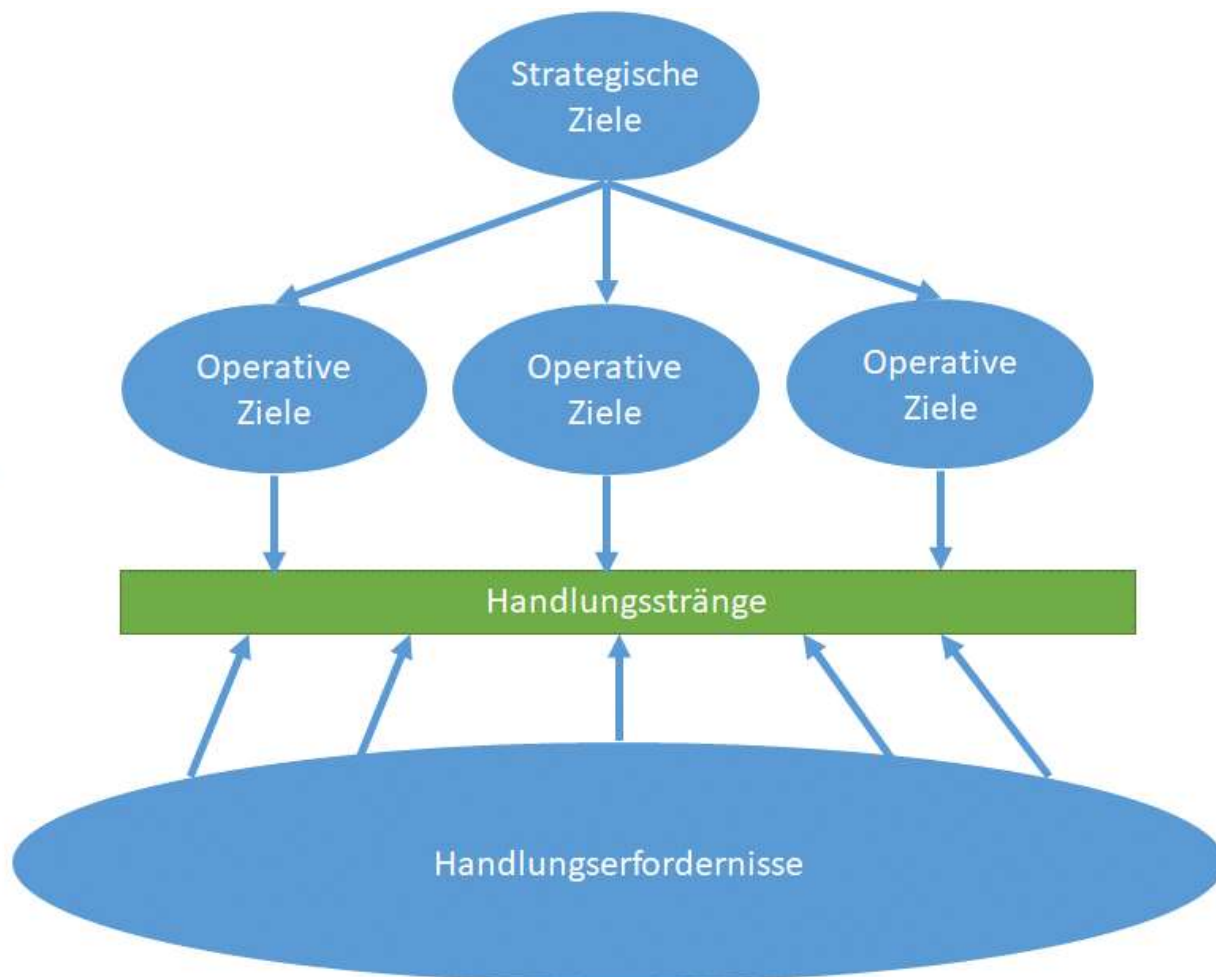 Strategische
Ziele
Operative
Ziele
Operative
Ziele
Operative
Ziele
Handlungsstränge
Handlungserfordernisse